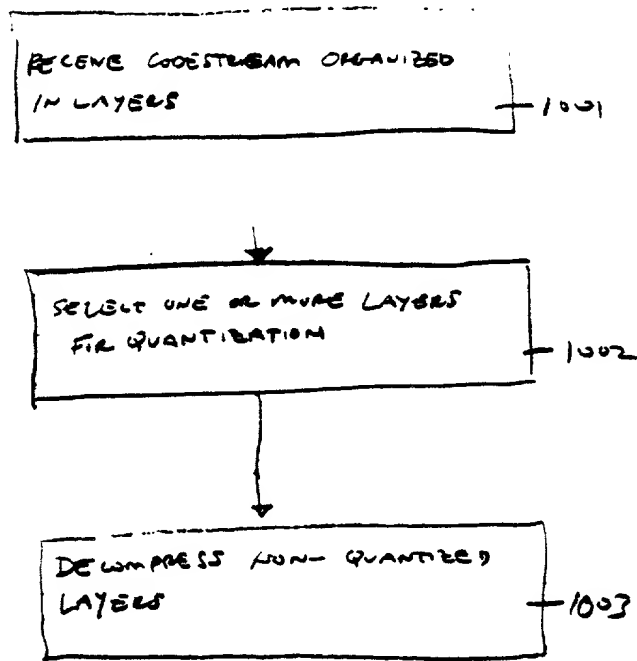 RECEIVE CODESTREAM ORGANIZED
IN LAYERS
1001
SELECT ONE OR MORE LAYERS
FOR QUANTIZATION
1002
DECOMPRESS NON-QUANTIZED
LAYERS
1003